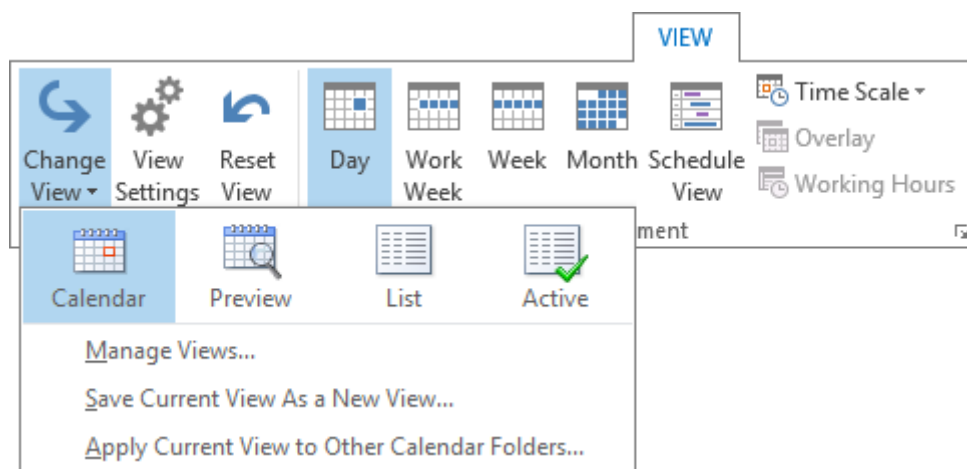 VIEW
Change
View
View
Settings
Reset
View
Day
Work
Week
Week
Month
Schedule
View
Time Scale
Overlay
Working Hours
ment
Calendar
Preview
List
Active
Manage Views...
Save Current View As a New View...
Apply Current View to Other Calendar Folders...